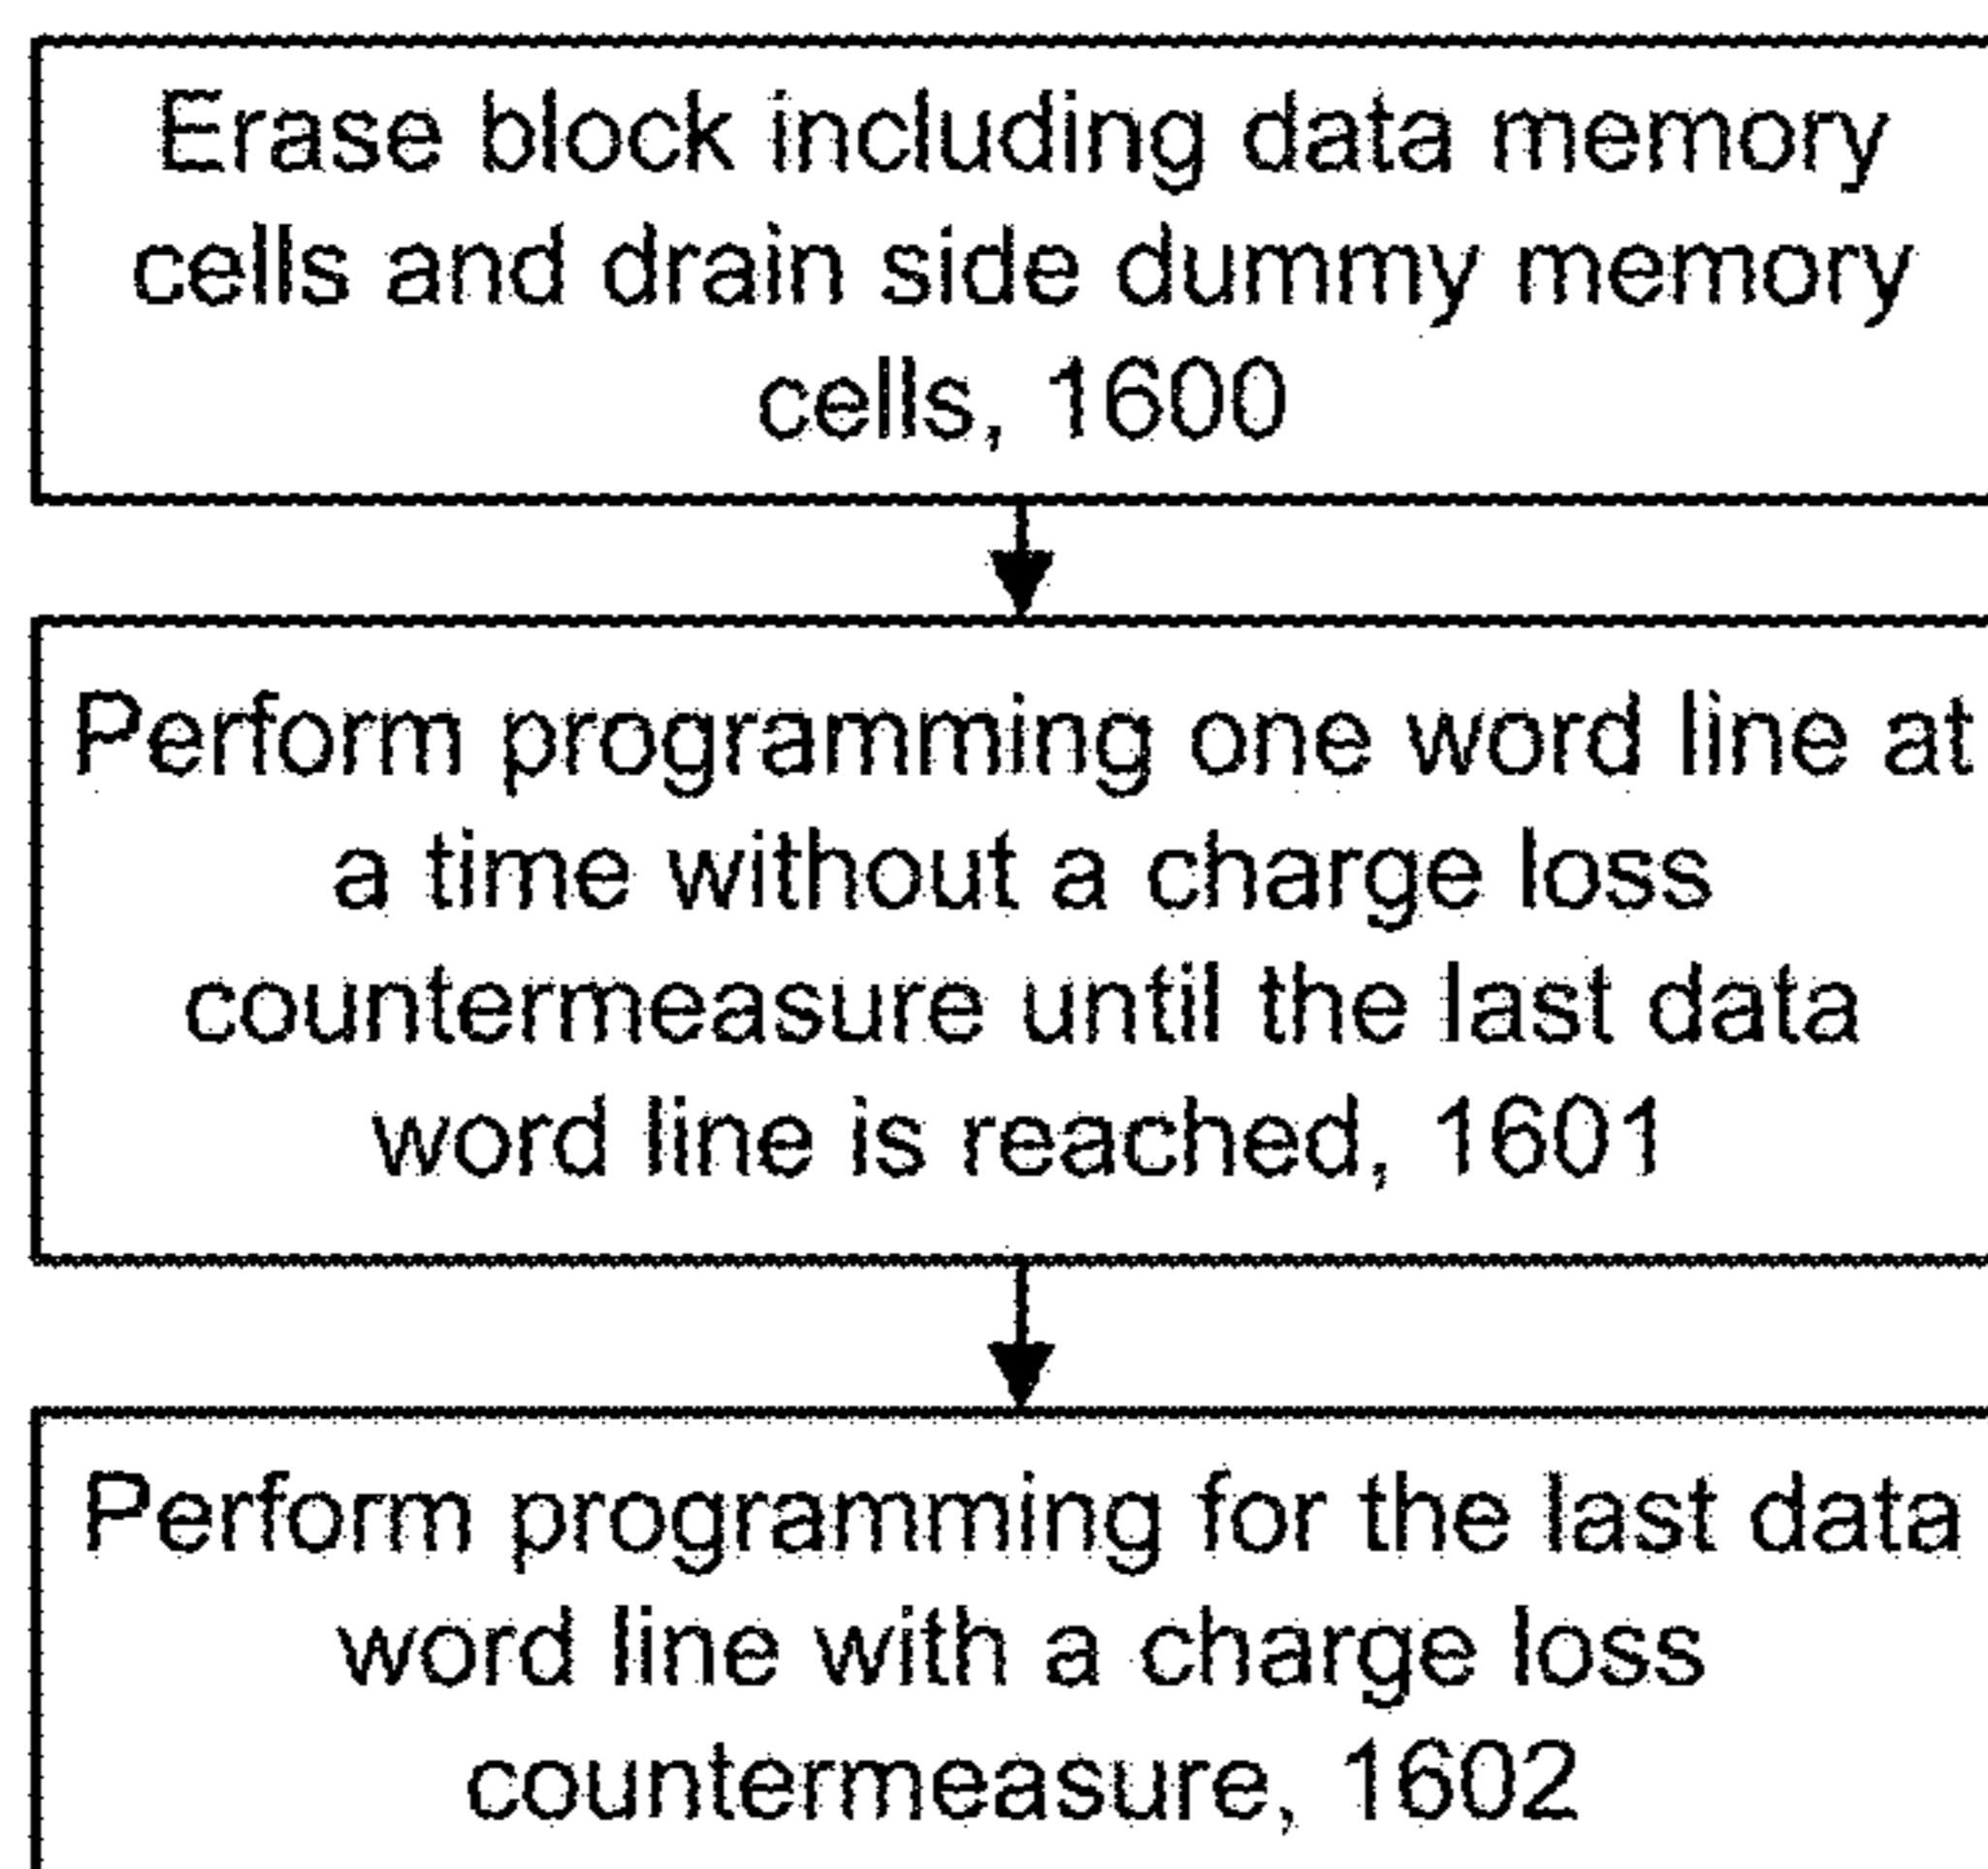 Erase block including data memory
cells and drain side dummy memory
cells, 1600
Perform programming one word line at
a time without a charge loss
countermeasure until the last data
word line is reached, 1601
Perform programming for the last data
word line with a charge loss
countermeasure, 1602